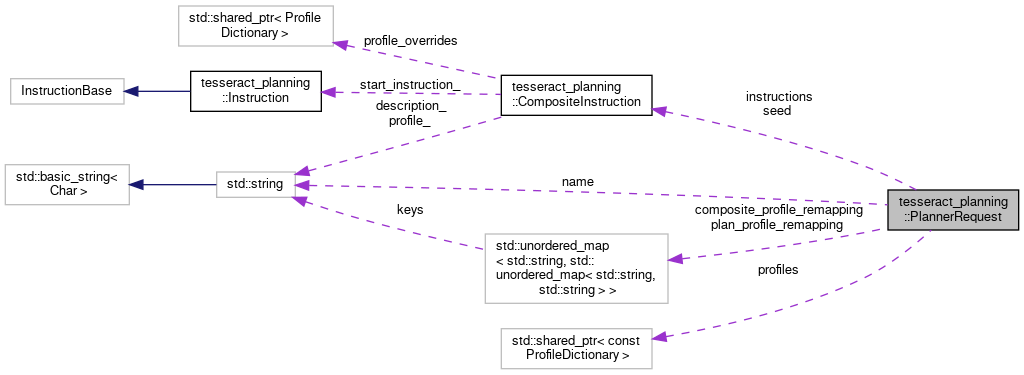 std::shared_ptr< Profile
Dictionary >
profile_overrides
InstructionBase
tesseract_planning
::Instruction
start_instruction_
tesseract_planning
::CompositeInstruction
description_
profile_
instructions
seed
std::basic_string<
Char >
std::string
name
keys
composite_profile_remapping
plan_profile_remapping
tesseract_planning
::PlannerRequest
std::unordered_map
< std::string, std::
unordered_map< std::string,
std::string > >
profiles
std::shared_ptr< const
ProfileDictionary >